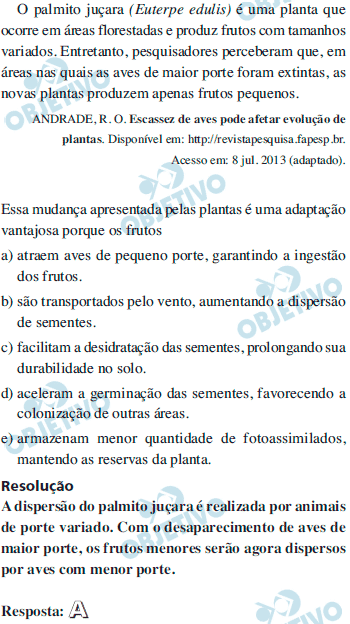 O palmito juçara (Euterpe edulis) é uma planta que
ocorre em áreas florestadas e produz frutos com tamanhos
variados. Entretanto, pesquisadores perceberam que, em
áreas nas quais as aves de maior porte foram extintas, as
novas plantas produzem apenas frutos pequenos.
ANDRADE, R. O. Escassez de aves pode afetar evolução de
plantas. Disponível em: http://revistapesquisa.fapesp.br.
Acesso em: 8 jul. 2013 (adaptado).
Essa mudança apresentada pelas plantas é uma adaptação
vantajosa porque os frutos
a) atraem aves de pequeno porte, garantindo a ingestão
dos frutos.
b) são transportados pelo vento, aumentando a dispersão
de sementes.
c) facilitam a desidratação das sementes, prolongando sua
durabilidade no solo.
d) aceleram a germinação das sementes, favorecendo a
colonização de outras áreas.
e) armazenam menor quantidade de fotoassimilados,
mantendo as reservas da planta.
Resolução
A dispersão do palmito juçara é realizada por animais
de porte variado. Com o desaparecimento de aves de
maior porte, os frutos menores serão agora dispersos
por aves com menor porte.
Resposta: A